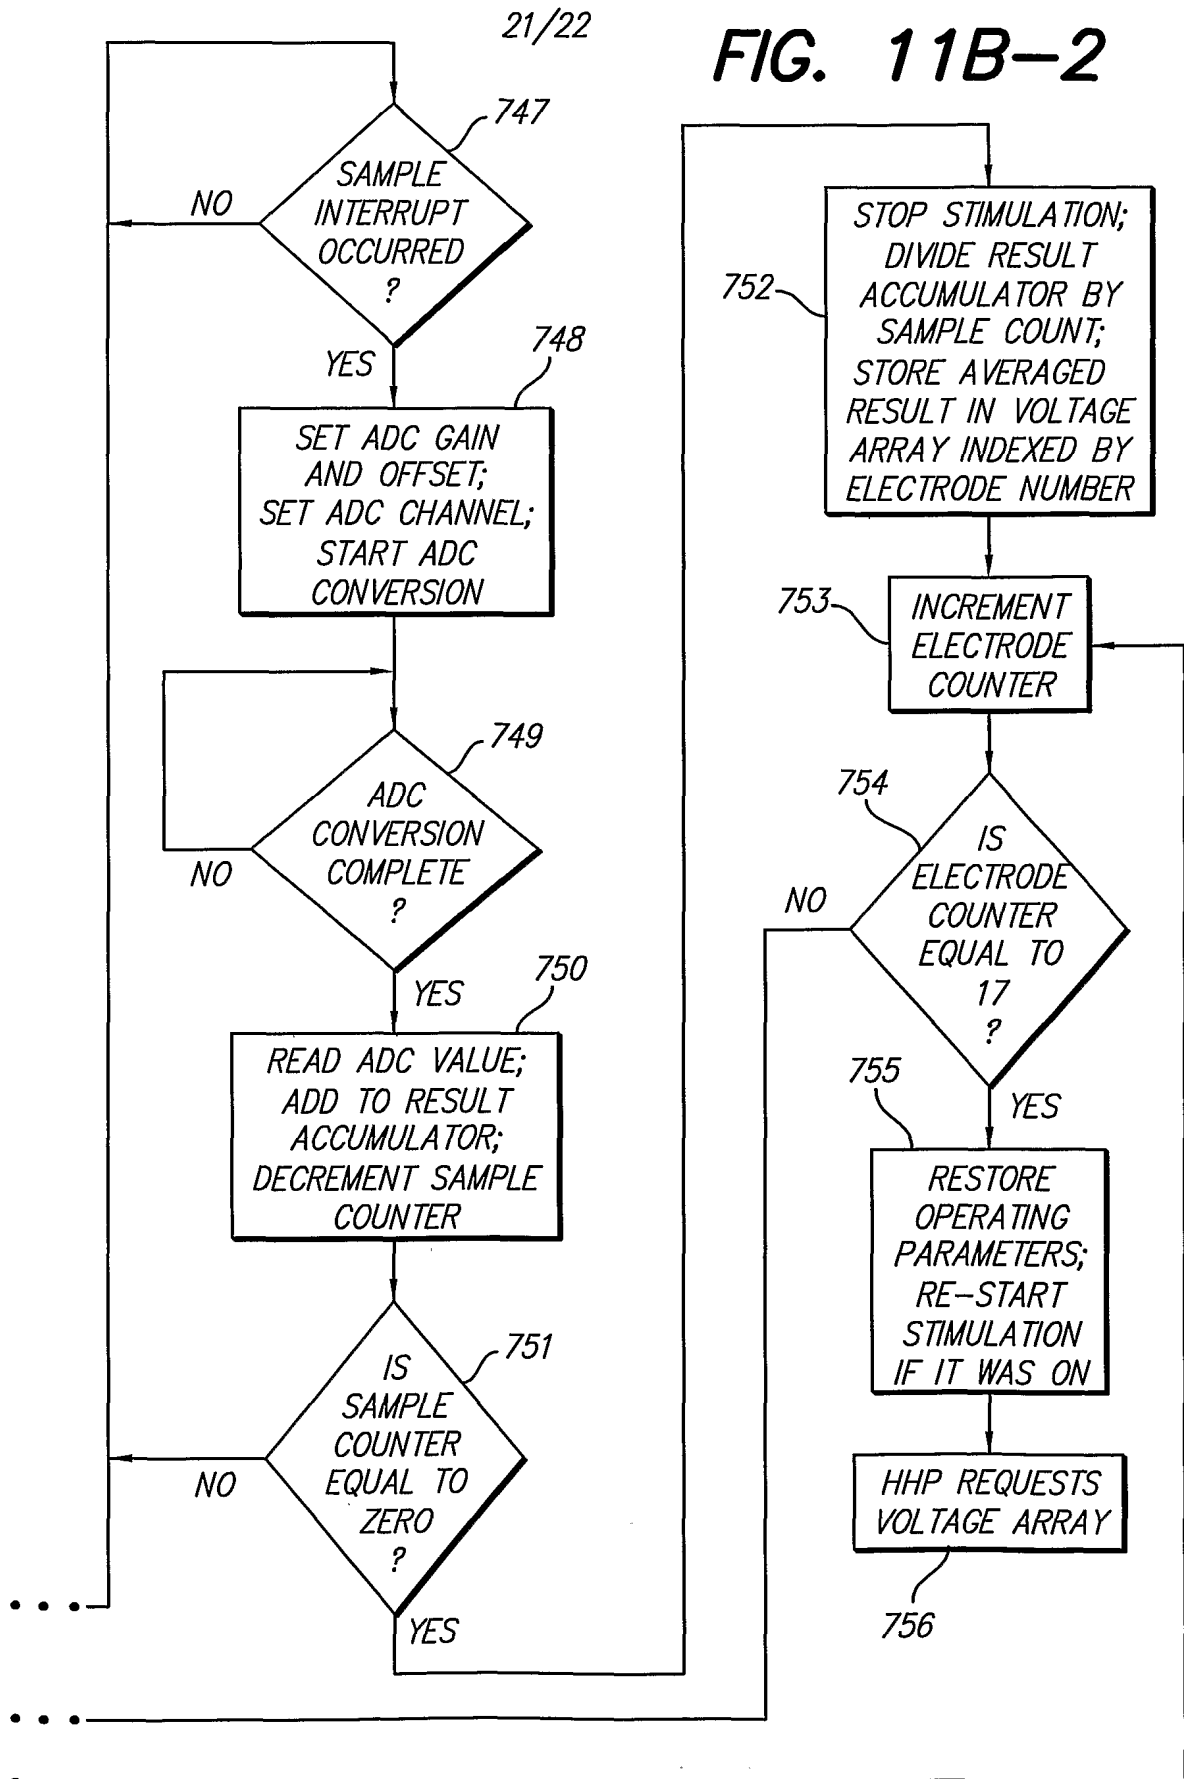 21/22
FIG. 11B-2
747
SAMPLE
INTERRUPT
OCCURRED
?
NO
YES
748
SET ADC GAIN
AND OFFSET;
SET ADC CHANNEL;
START ADC
CONVERSION
749
ADC
CONVERSION
COMPLETE
?
NO
YES
750
READ ADC VALUE;
ADD TO RESULT
ACCUMULATOR;
DECREMENT SAMPLE
COUNTER
751
IS
SAMPLE
COUNTER
EQUAL TO
ZERO
?
NO
YES
752
STOP STIMULATION;
DIVIDE RESULT
ACCUMULATOR BY
SAMPLE COUNT;
STORE AVERAGED
RESULT IN VOLTAGE
ARRAY INDEXED BY
ELECTRODE NUMBER
753
INCREMENT
ELECTRODE
COUNTER
754
IS
ELECTRODE
COUNTER
EQUAL TO
17
?
NO
YES
755
RESTORE
OPERATING
PARAMETERS;
RE-START
STIMULATION
IF IT WAS ON
HHP REQUESTS
VOLTAGE ARRAY
756